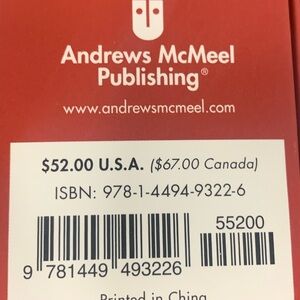 Andrews McMeel
Publishing®
www.andrewsmcmeel.com
$52.00 U.S.A. ($67.00 Canada)
ISBN: 978-1-4494-9322-6
55200
9 781449 493226
Printed in China